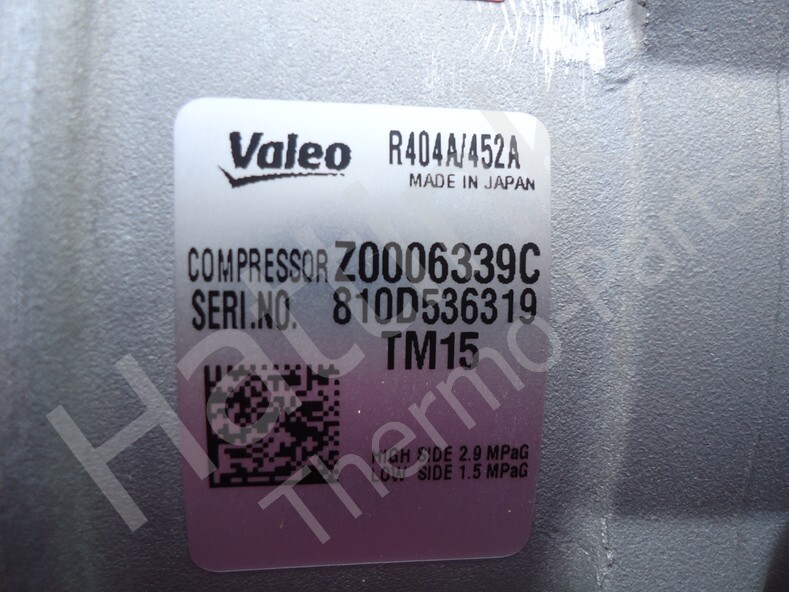 Valeo
R404A/452A
MADE IN JAPAN
COMPRESSOR Z0006339C
SERI.NO. 810D536319
TM15
HIGH SIDE 2.9 MPaG
LOW SIDE 1.5 MPaG
Thermo Parts